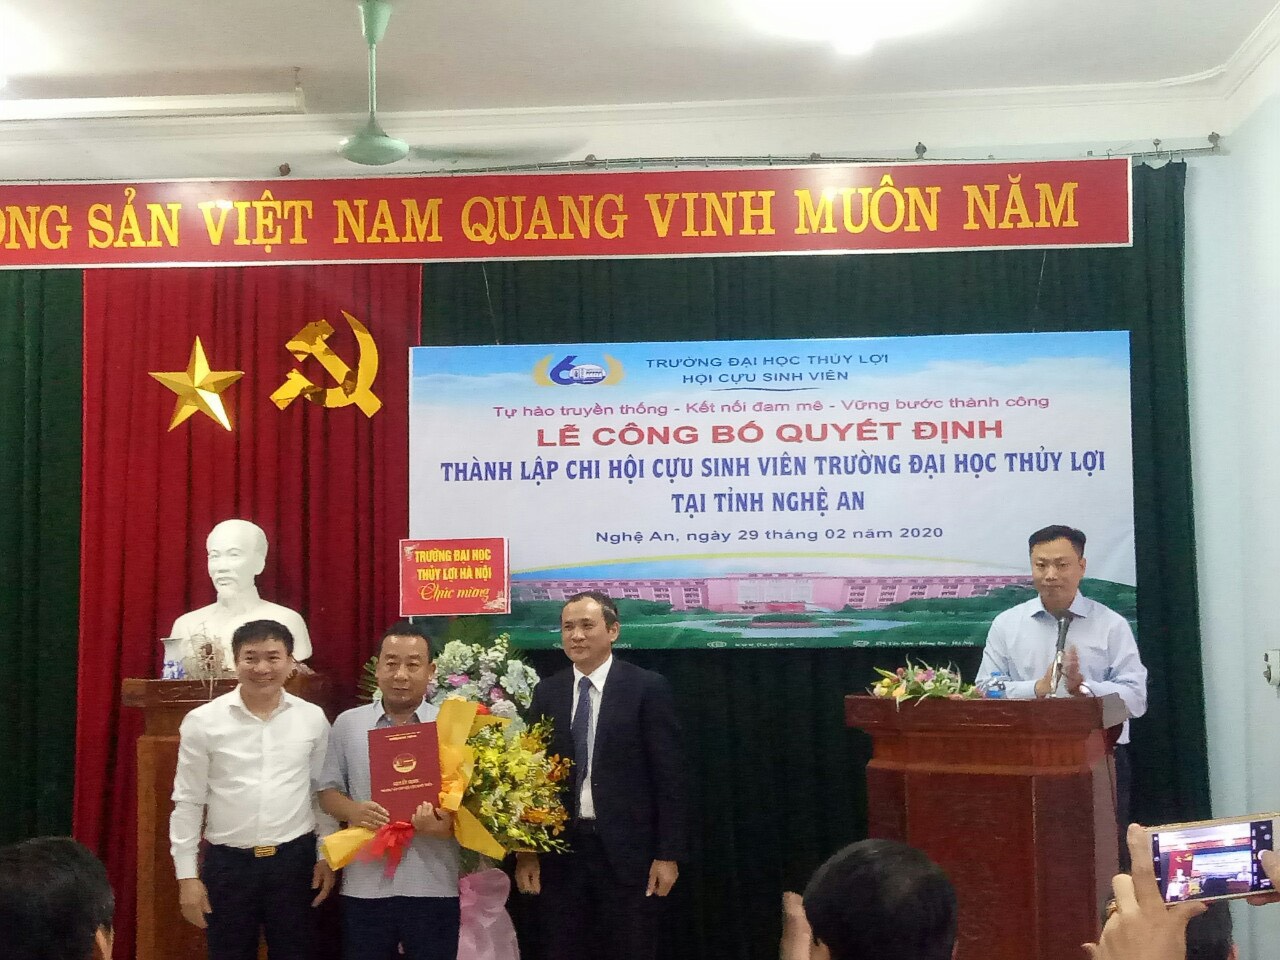 SẢN VIỆT NAM QUANG VINH MUÔN NĂM
60
TRƯỜNG ĐẠI HỌC THỦY LỢI
HỘI CỰU SINH VIÊN
Tự hào truyền thống - Kết nối đam mê - Vững bước thành công
LỄ CÔNG BỐ QUYẾT ĐỊNH
THÀNH LẬP CHI HỘI CỰU SINH VIÊN TRƯỜNG ĐẠI HỌC THỦY LỢI
TẠI TỈNH NGHỆ AN
Nghệ An, ngày 29 tháng 02 năm 2020
TRƯỜNG ĐẠI HỌC
THỦY LỢI HÀ NỘI
Chúc mừng
QUYẾT ĐỊNH